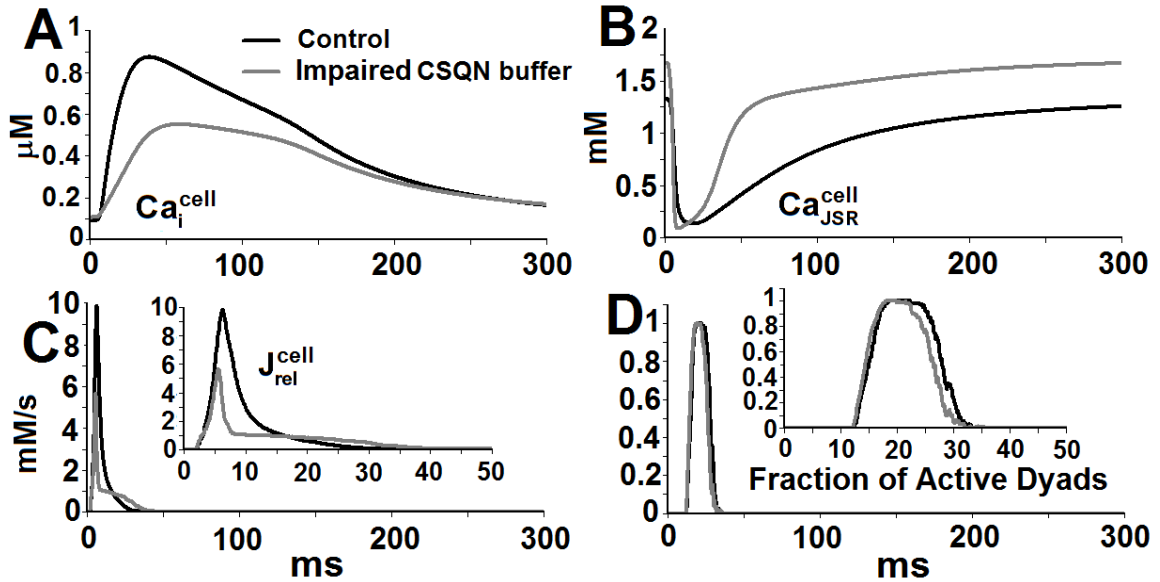 A
1
0.8
0.6
0.4
0.2
0
μM
Control
Impaired CSQN buffer
Ca_i^cell
0 100 200 300
ms
B
2
1.5
1
0.5
0
mM
Ca_JSR^cell
0 100 200 300
ms
C
10
8
6
4
2
0
mM/s
10
8
6
4
2
0
J_rel^cell
0 10 20 30 40 50
0 100 200 300
ms
D
1
0.8
0.6
0.4
0.2
0
1
0.8
0.6
0.4
0.2
0
0 10 20 30 40 50
Fraction of Active Dyads
0 100 200 300
ms